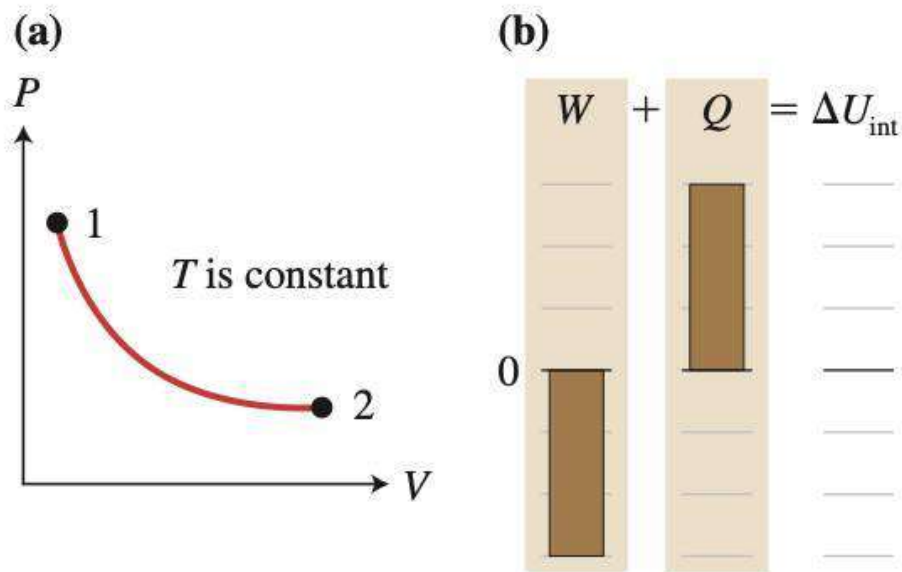 (a)
P
1
T is constant
2
V
(b)
W + Q = ΔU_int
0